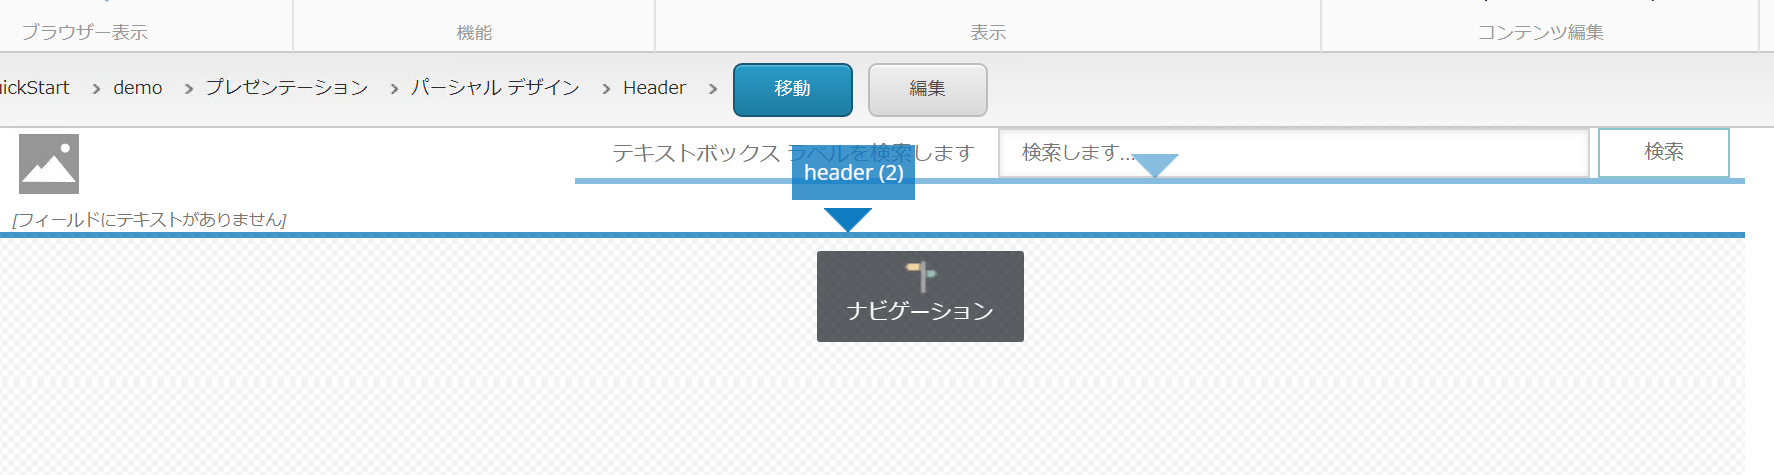 ブラウザー表示
機能
表示
コンテンツ編集
uickStart
demo
プレゼンテーション
パーシャル デザイン
Header
移動
編集
テキストボックス ラベルを検索します
検索します...
検索
header (2)
[フィールドにテキストがありません]
ナビゲーション